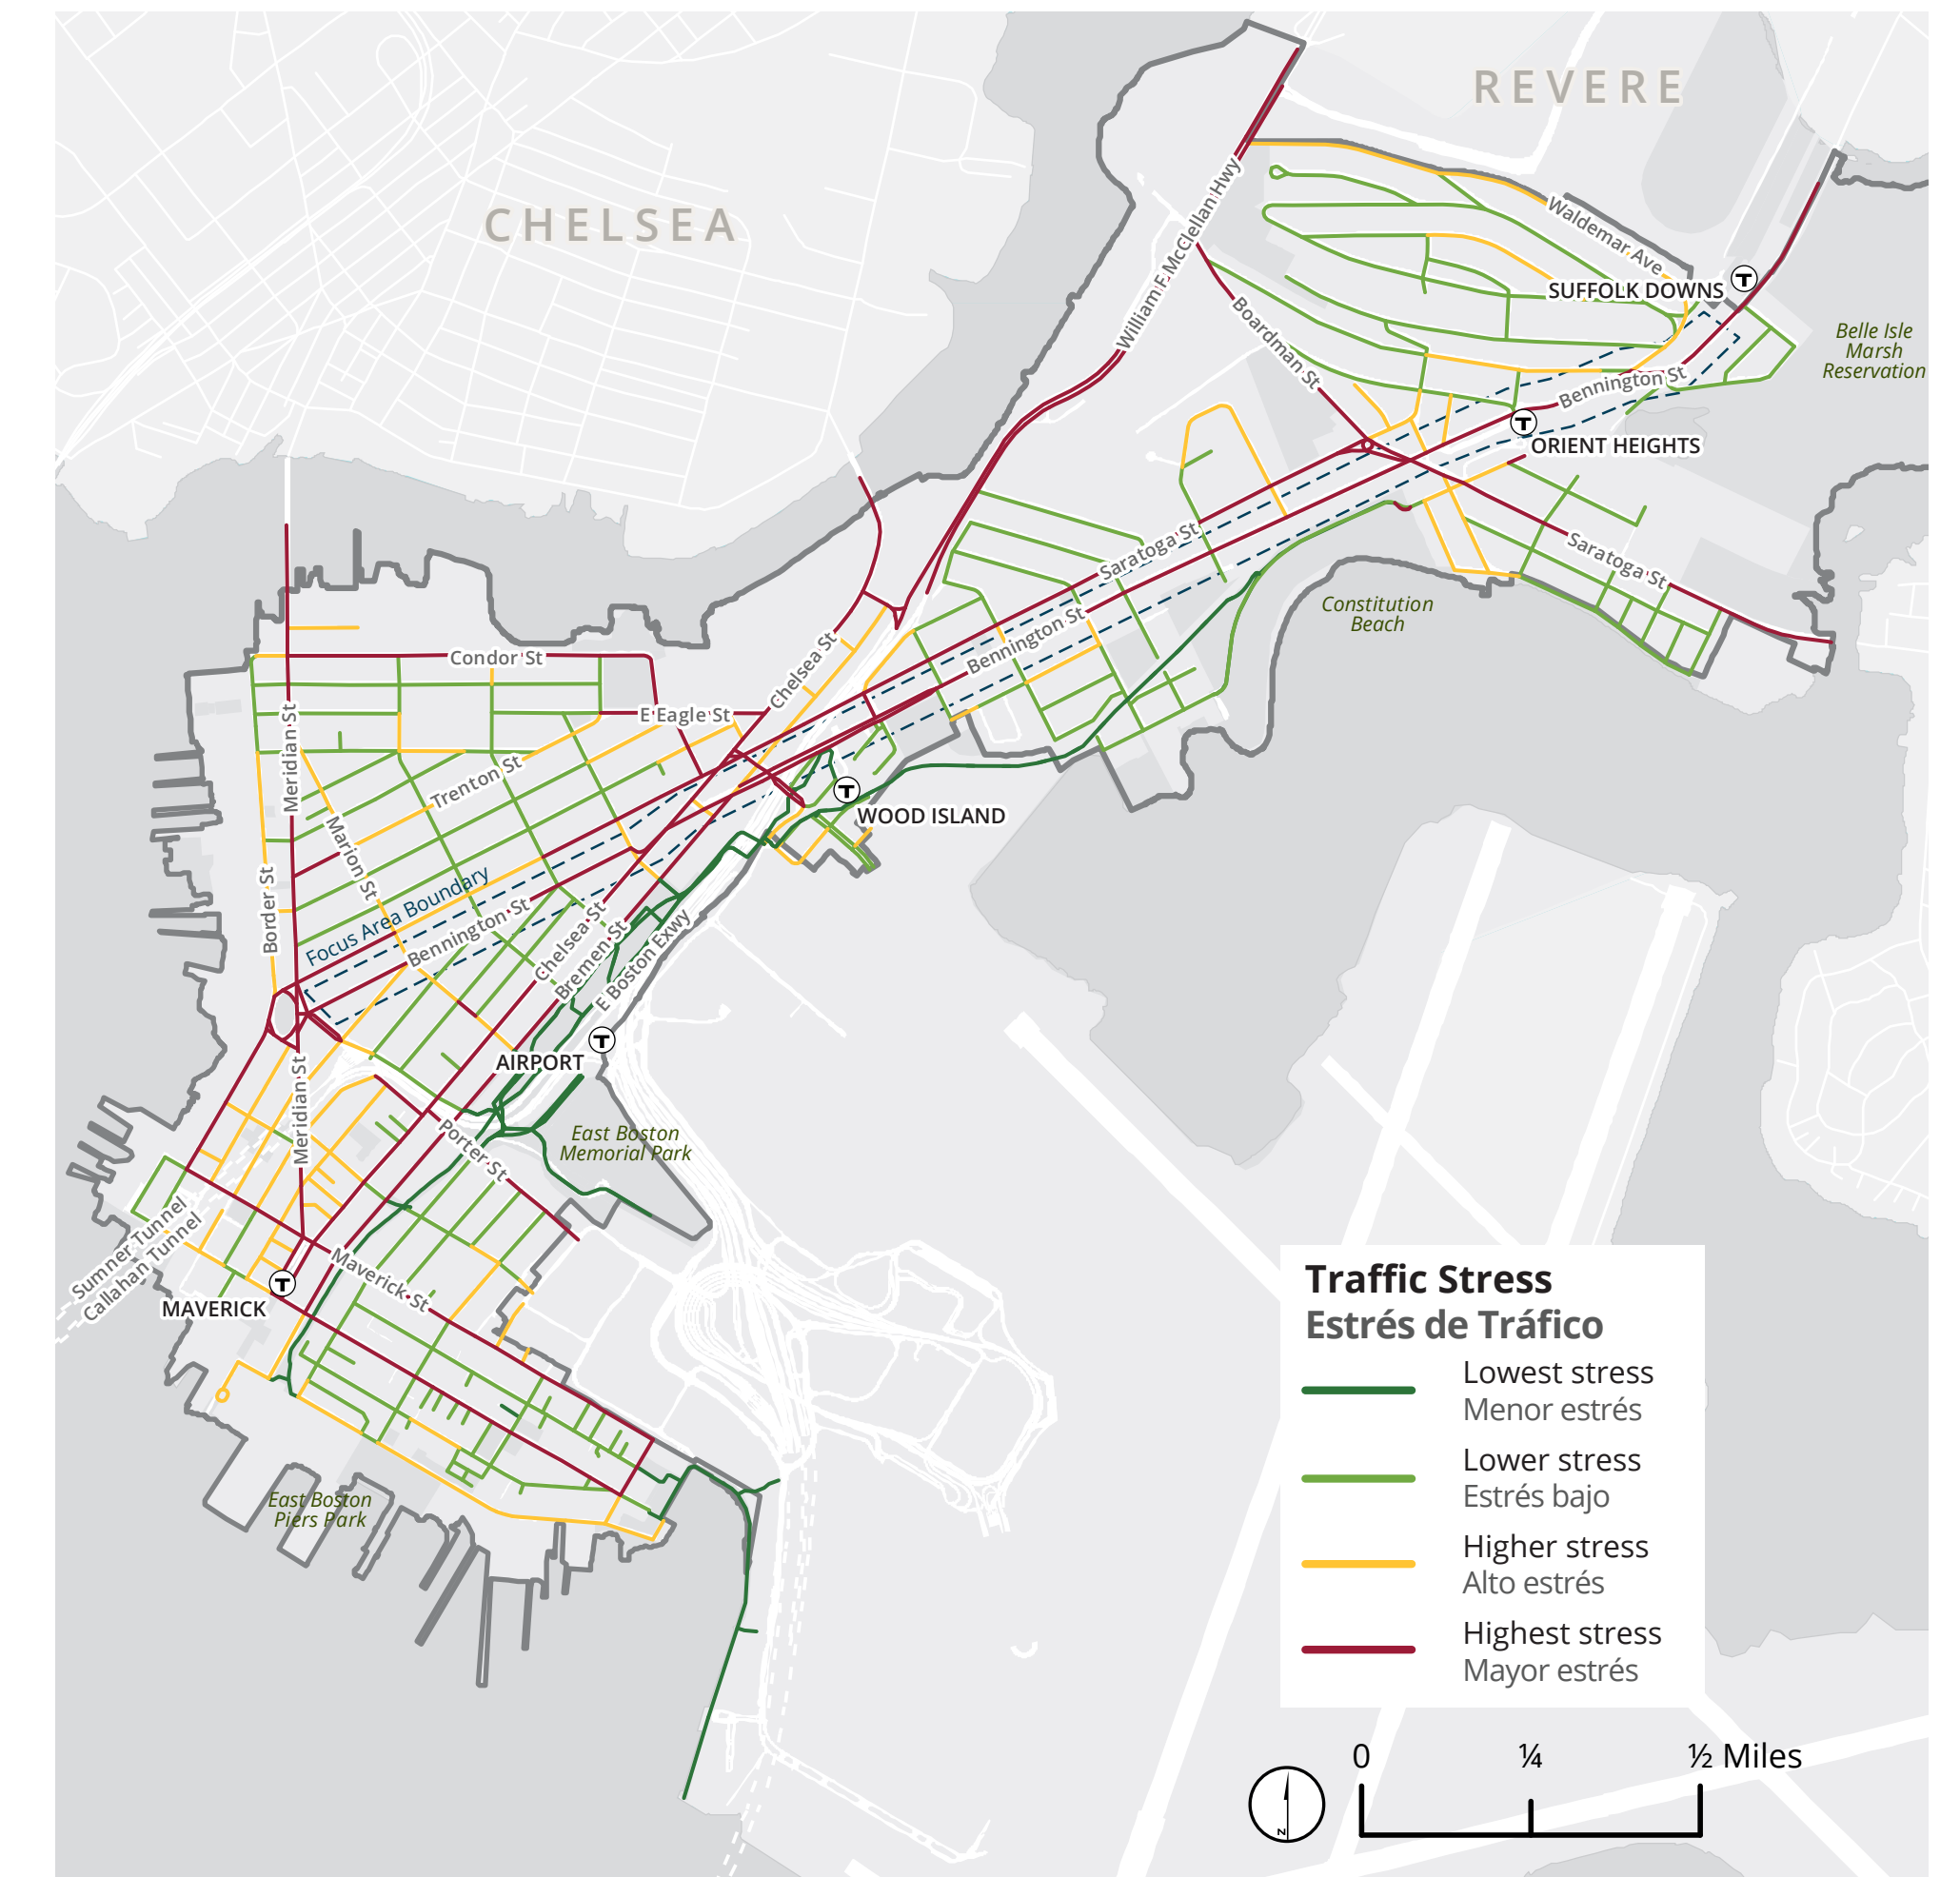 REVERE
CHELSEA
William F McClellan Hwy
Waldemar Ave
T
SUFFOLK DOWNS
Boardman St
Belle Isle
Marsh
Reservation
Bennington St
T
ORIENT HEIGHTS
Saratoga St
Saratoga St
Constitution
Beach
Bennington St
Chelsea St
Condor St
E Eagle St
Meridian St
Trenton St
T
WOOD ISLAND
Marion St
Border St
Focus Area Boundary
Bennington St
Chelsea St
Bremen St
E Boston Exwy
T
AIRPORT
Meridian St
Porter St
East Boston
Memorial Park
Sumner Tunnel
Callahan Tunnel
Maverick St
T
MAVERICK
East Boston
Piers Park
Traffic Stress
Estrés de Tráfico
Lowest stress
Menor estrés
Lower stress
Estrés bajo
Higher stress
Alto estrés
Highest stress
Mayor estrés
0 ¼ ½ Miles
N